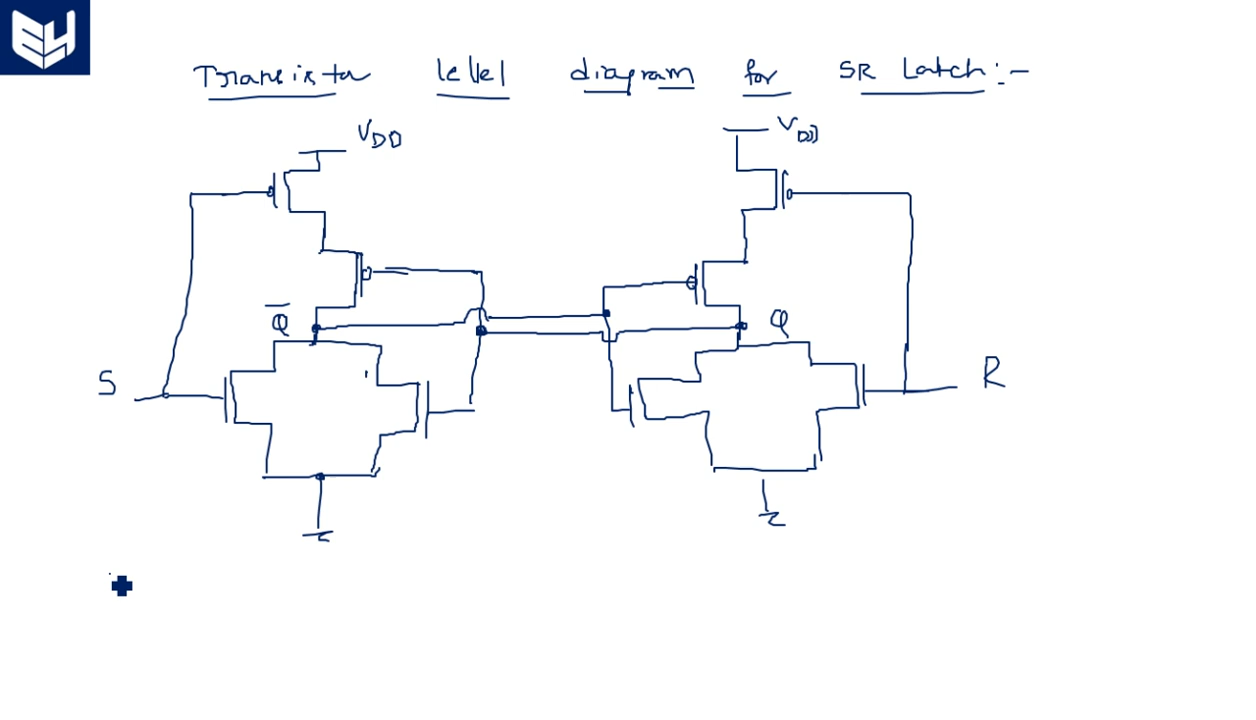 Transistor level diagram for SR Latch:-
VDD
VDD
Q̅
Q
S
R